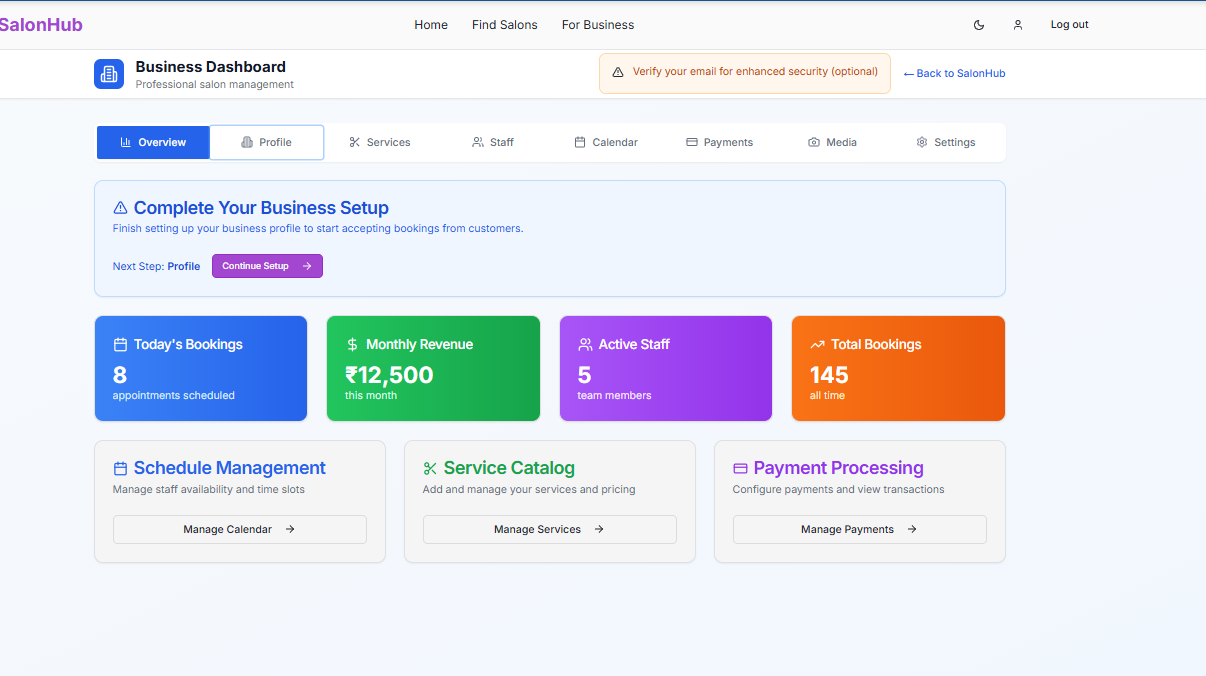 SalonHub
Home Find Salons For Business
Log out
Business Dashboard
Professional salon management
Verify your email for enhanced security (optional)
← Back to SalonHub
Overview Profile Services Staff Calendar Payments Media Settings
Complete Your Business Setup
Finish setting up your business profile to start accepting bookings from customers.
Next Step: Profile Continue Setup →
Today's Bookings
8
appointments scheduled
Monthly Revenue
₹12,500
this month
Active Staff
5
team members
Total Bookings
145
all time
Schedule Management
Manage staff availability and time slots
Manage Calendar →
Service Catalog
Add and manage your services and pricing
Manage Services →
Payment Processing
Configure payments and view transactions
Manage Payments →